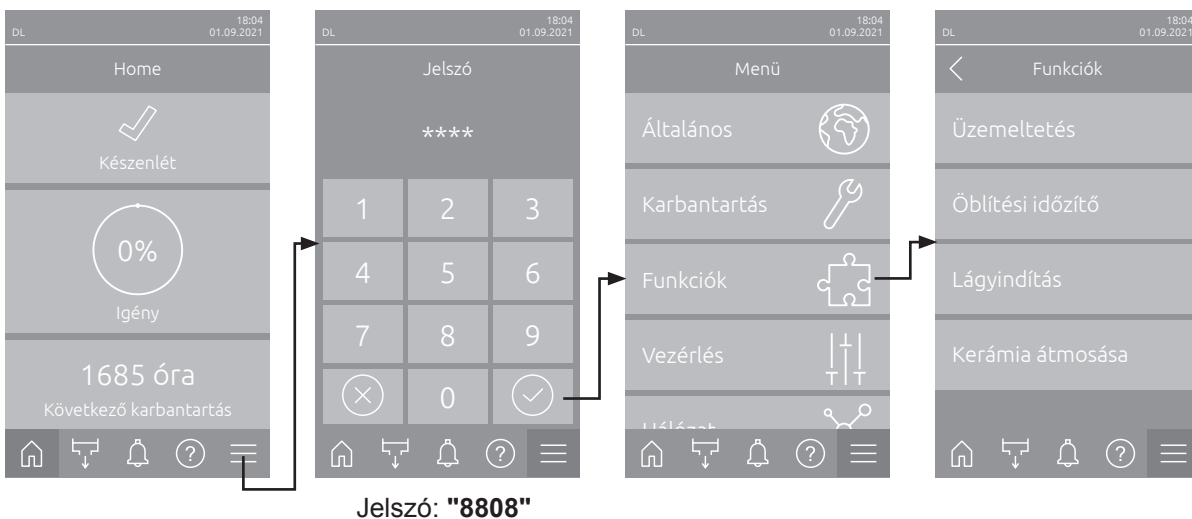 18:04
DL 01.09.2021
Home
Készenlét
0%
Igény
1685 óra
Következő karbantartás
?
18:04
DL 01.09.2021
Jelszó
****
1 2 3
4 5 6
7 8 9
0
?
Jelszó: "8808"
18:04
DL 01.09.2021
Menü
Általános
Karbantartás
Funkciók
Vezérlés
Hálózat
?
18:04
DL 01.09.2021
Funkciók
Üzemeltetés
Öblítési időzítő
Lágyindítás
Kerámia átmosása
?